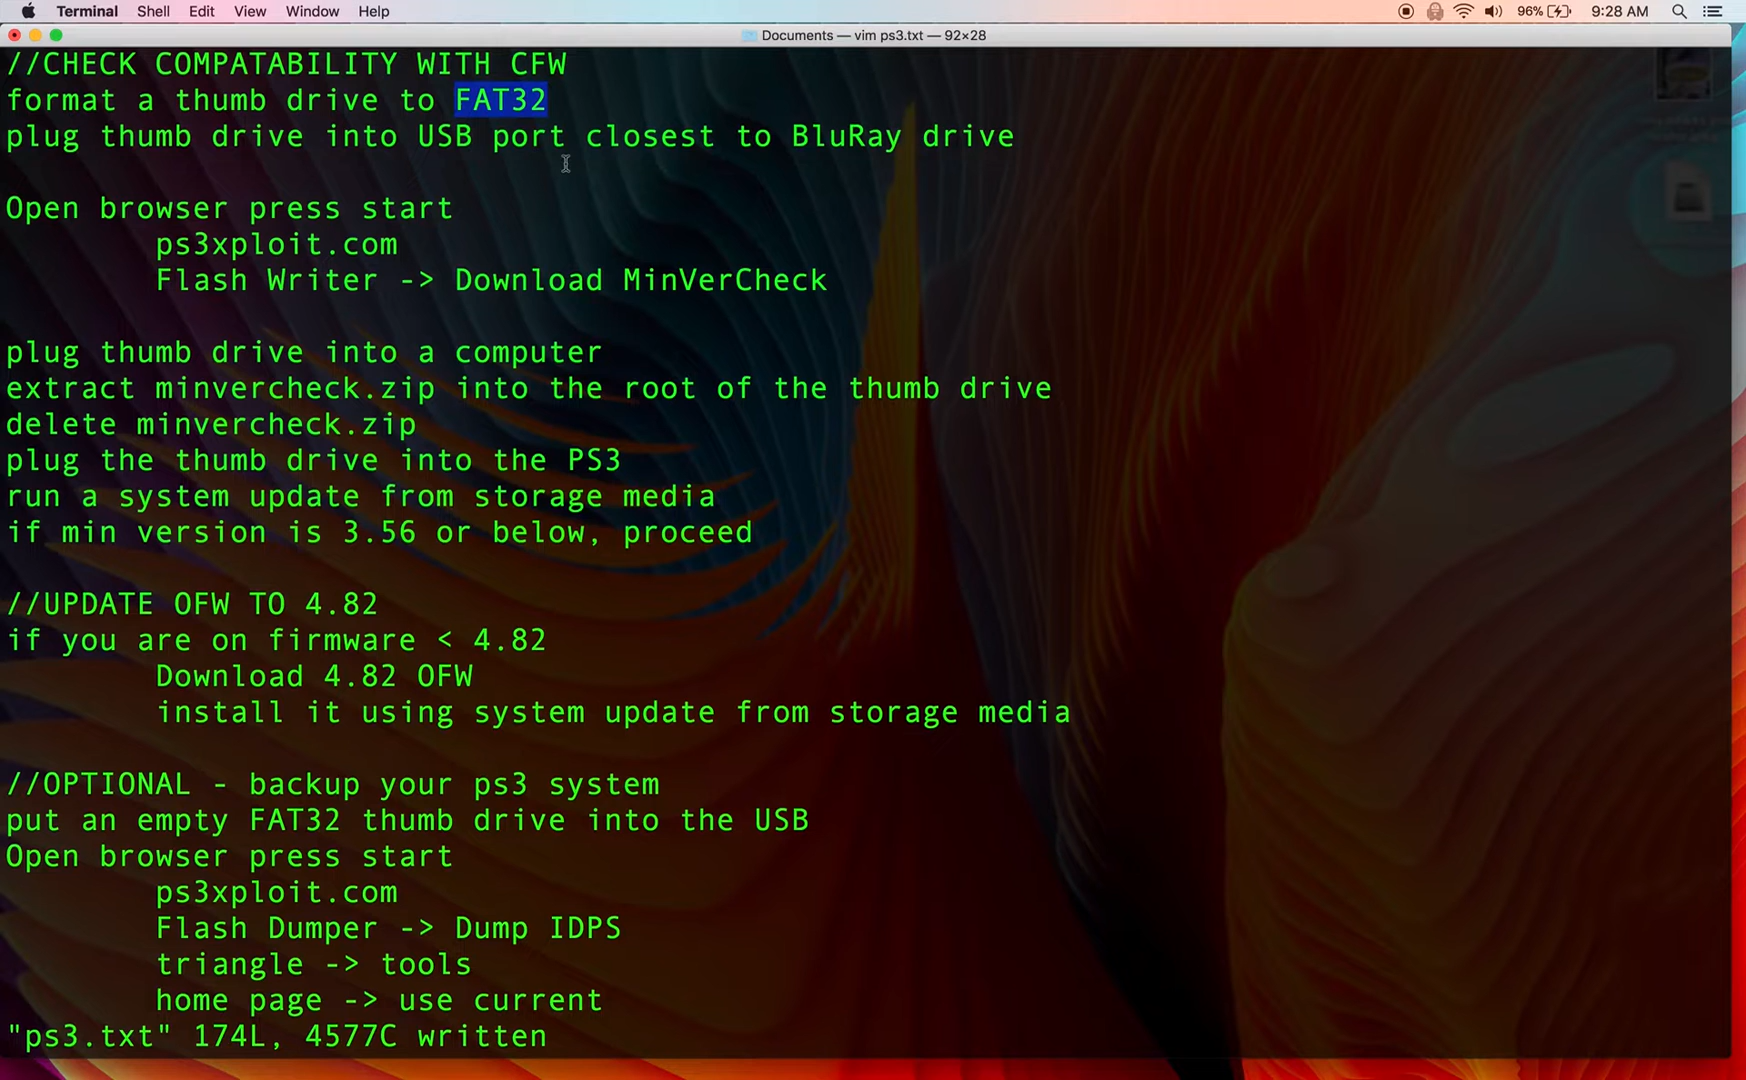 Terminal Shell Edit View Window Help 96% 9:28 AM
Documents — vim ps3.txt — 92×28
//CHECK COMPATABILITY WITH CFW
format a thumb drive to FAT32
plug thumb drive into USB port closest to BluRay drive
Open browser press start
ps3xploit.com
Flash Writer -> Download MinVerCheck
plug thumb drive into a computer
extract minvercheck.zip into the root of the thumb drive
delete minvercheck.zip
plug the thumb drive into the PS3
run a system update from storage media
if min version is 3.56 or below, proceed
//UPDATE OFW TO 4.82
if you are on firmware < 4.82
Download 4.82 OFW
install it using system update from storage media
//OPTIONAL - backup your ps3 system
put an empty FAT32 thumb drive into the USB
Open browser press start
ps3xploit.com
Flash Dumper -> Dump IDPS
triangle -> tools
home page -> use current
"ps3.txt" 174L, 4577C written